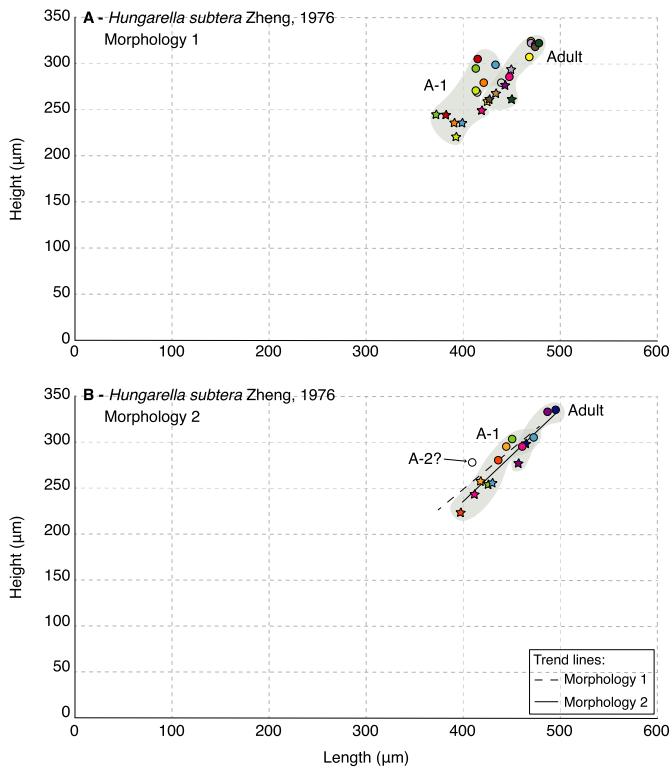 A - Hungarella subtera Zheng, 1976
Morphology 1
350
300
250
200
150
100
50
0
Height (µm)
A-1
Adult
0 100 200 300 400 500 600
B - Hungarella subtera Zheng, 1976
Morphology 2
350
300
250
200
150
100
50
0
Height (µm)
Adult
A-1
A-2?
Trend lines:
Morphology 1
Morphology 2
0 100 200 300 400 500 600
Length (µm)